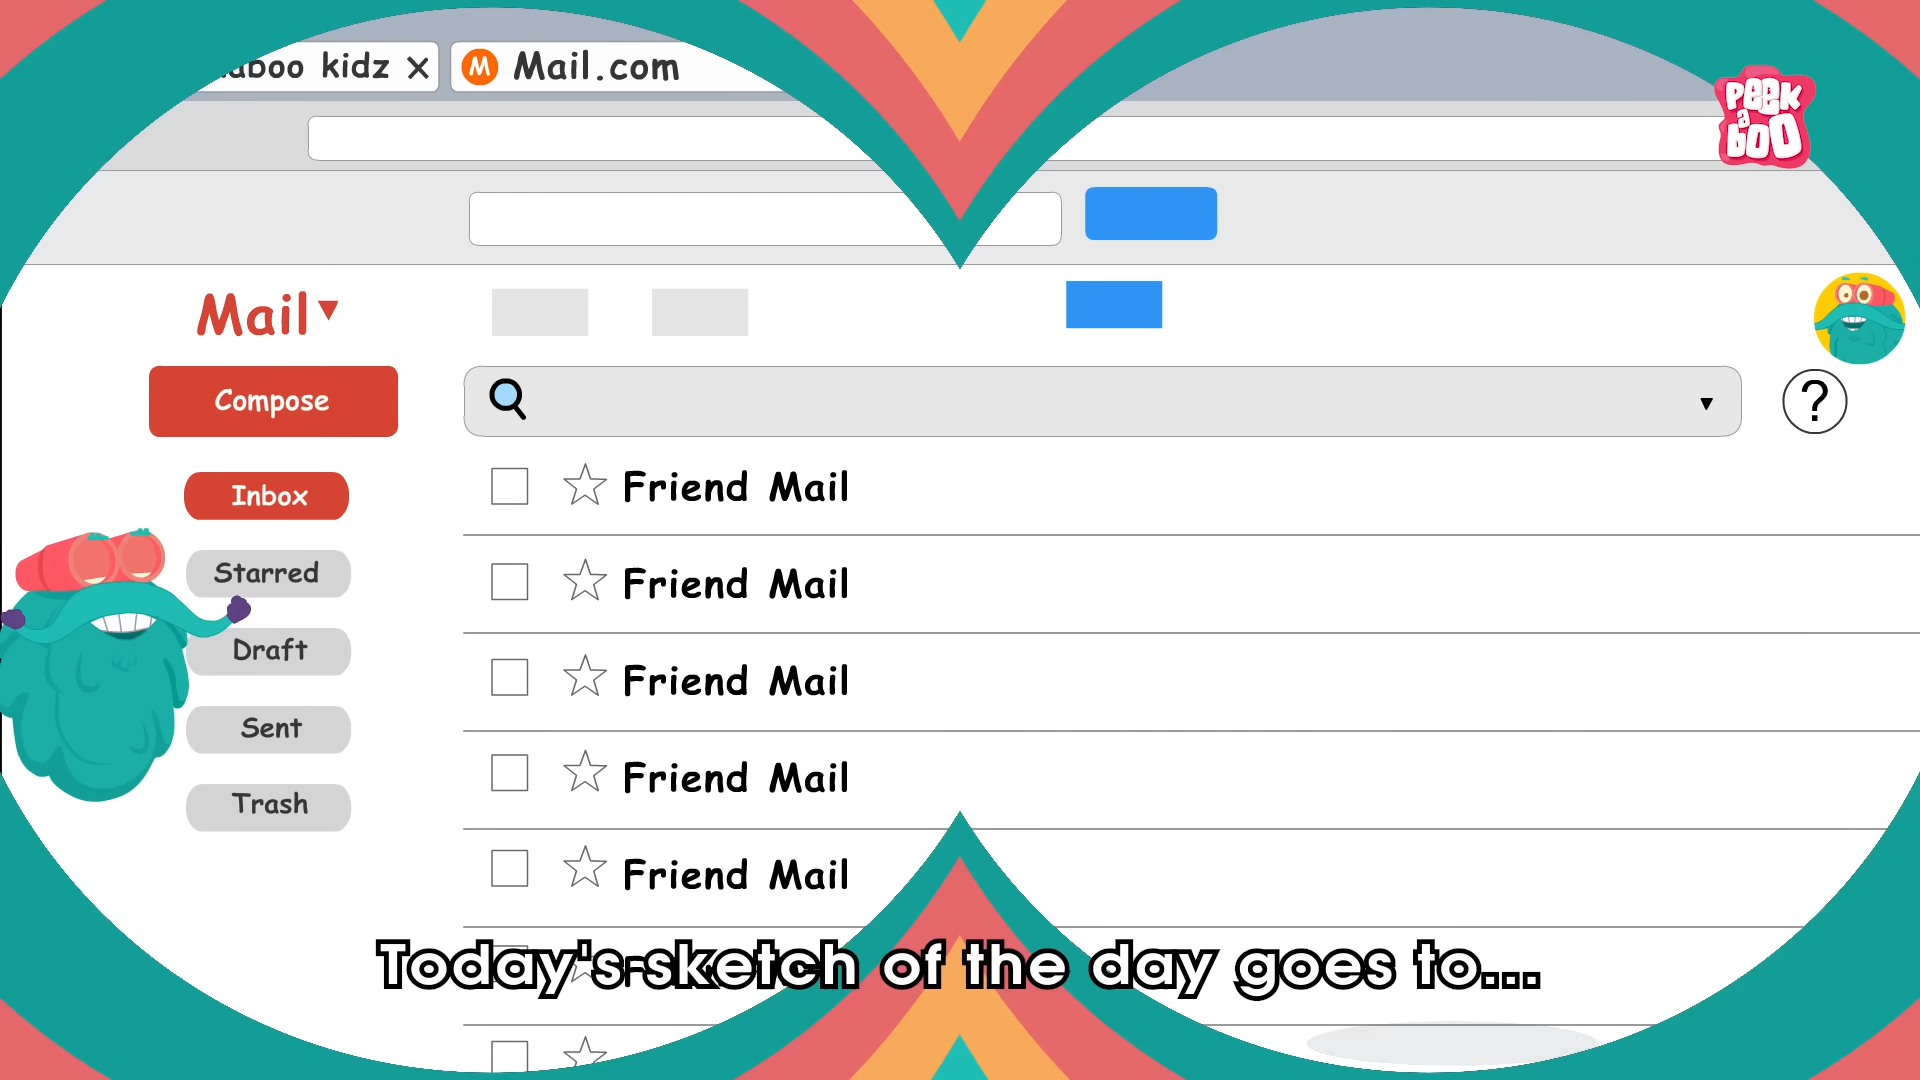 kidz X
M Mail.com
Peek
a
boo
Mail
Compose
?
Inbox
Friend Mail
Starred
Friend Mail
Draft
Friend Mail
Sent
Friend Mail
Trash
Friend Mail
Today's sketch of the day goes to...